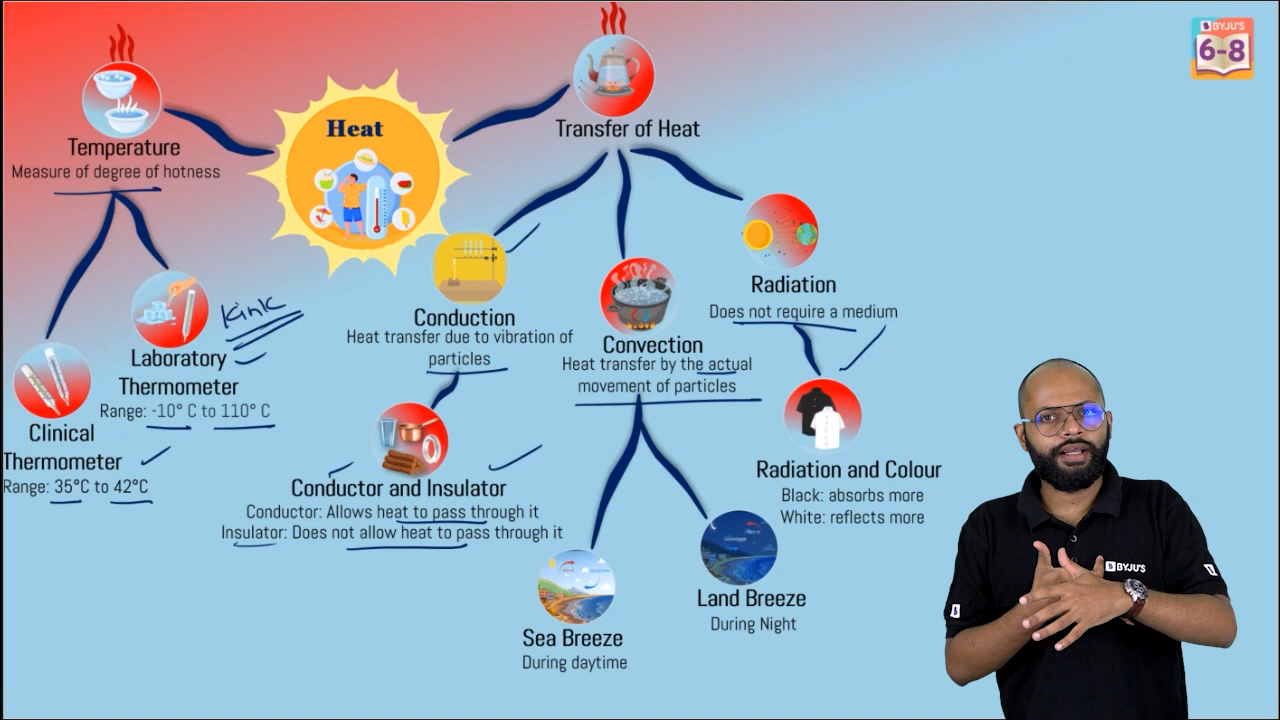 BYJU'S
6-8
Heat
Temperature
Measure of degree of hotness
Laboratory
Thermometer
Range: -10° C to 110° C
Kink
Clinical
Thermometer
Range: 35°C to 42°C
Transfer of Heat
Conduction
Heat transfer due to vibration of
particles
Conductor and Insulator
Conductor: Allows heat to pass through it
Insulator: Does not allow heat to pass through it
Convection
Heat transfer by the actual
movement of particles
Sea Breeze
During daytime
Land Breeze
During Night
Radiation
Does not require a medium
Radiation and Colour
Black: absorbs more
White: reflects more
BYJU'S